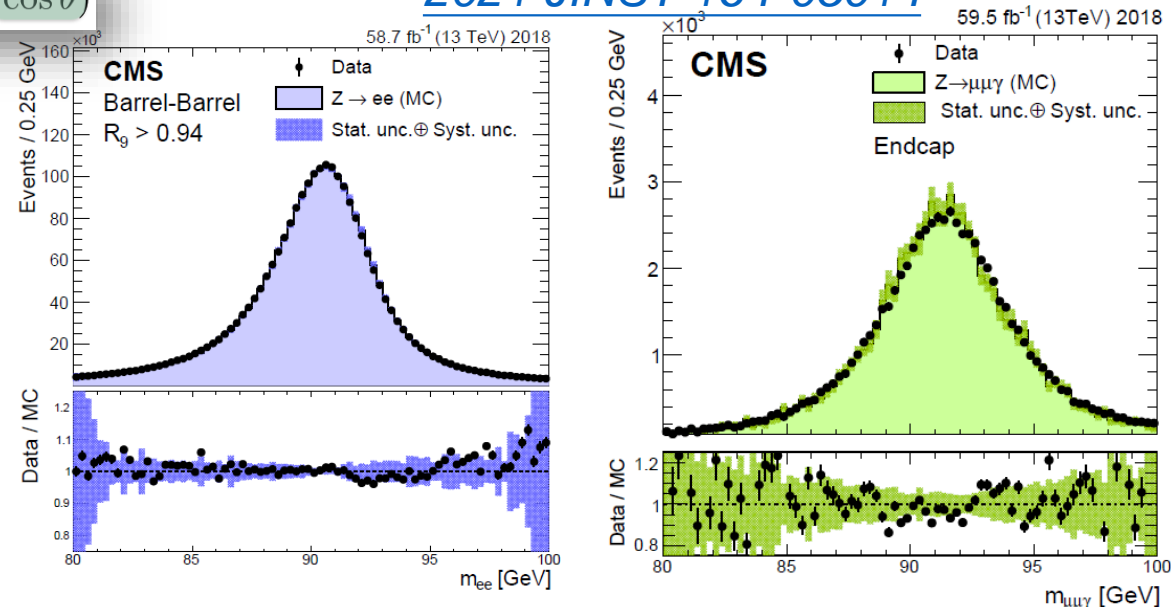 cosθ)
58.7 fb⁻¹ (13 TeV) 2018
×10³
CMS
Barrel-Barrel
R₉ > 0.94
Data
Z → ee (MC)
Stat. unc.⊕ Syst. unc.
Events / 0.25 GeV
160
140
120
100
80
60
40
20
Data / MC
1.2
1.1
1.0
0.9
0.8
80 85 90 95 100
mₑₑ [GeV]
59.5 fb⁻¹ (13TeV) 2018
×10³
CMS
Data
Z→μμγ (MC)
Stat. unc.⊕ Syst. unc.
Endcap
Events / 0.25 GeV
4
3
2
1
Data / MC
1.2
1
0.8
80 85 90 95 100
m_μμγ [GeV]